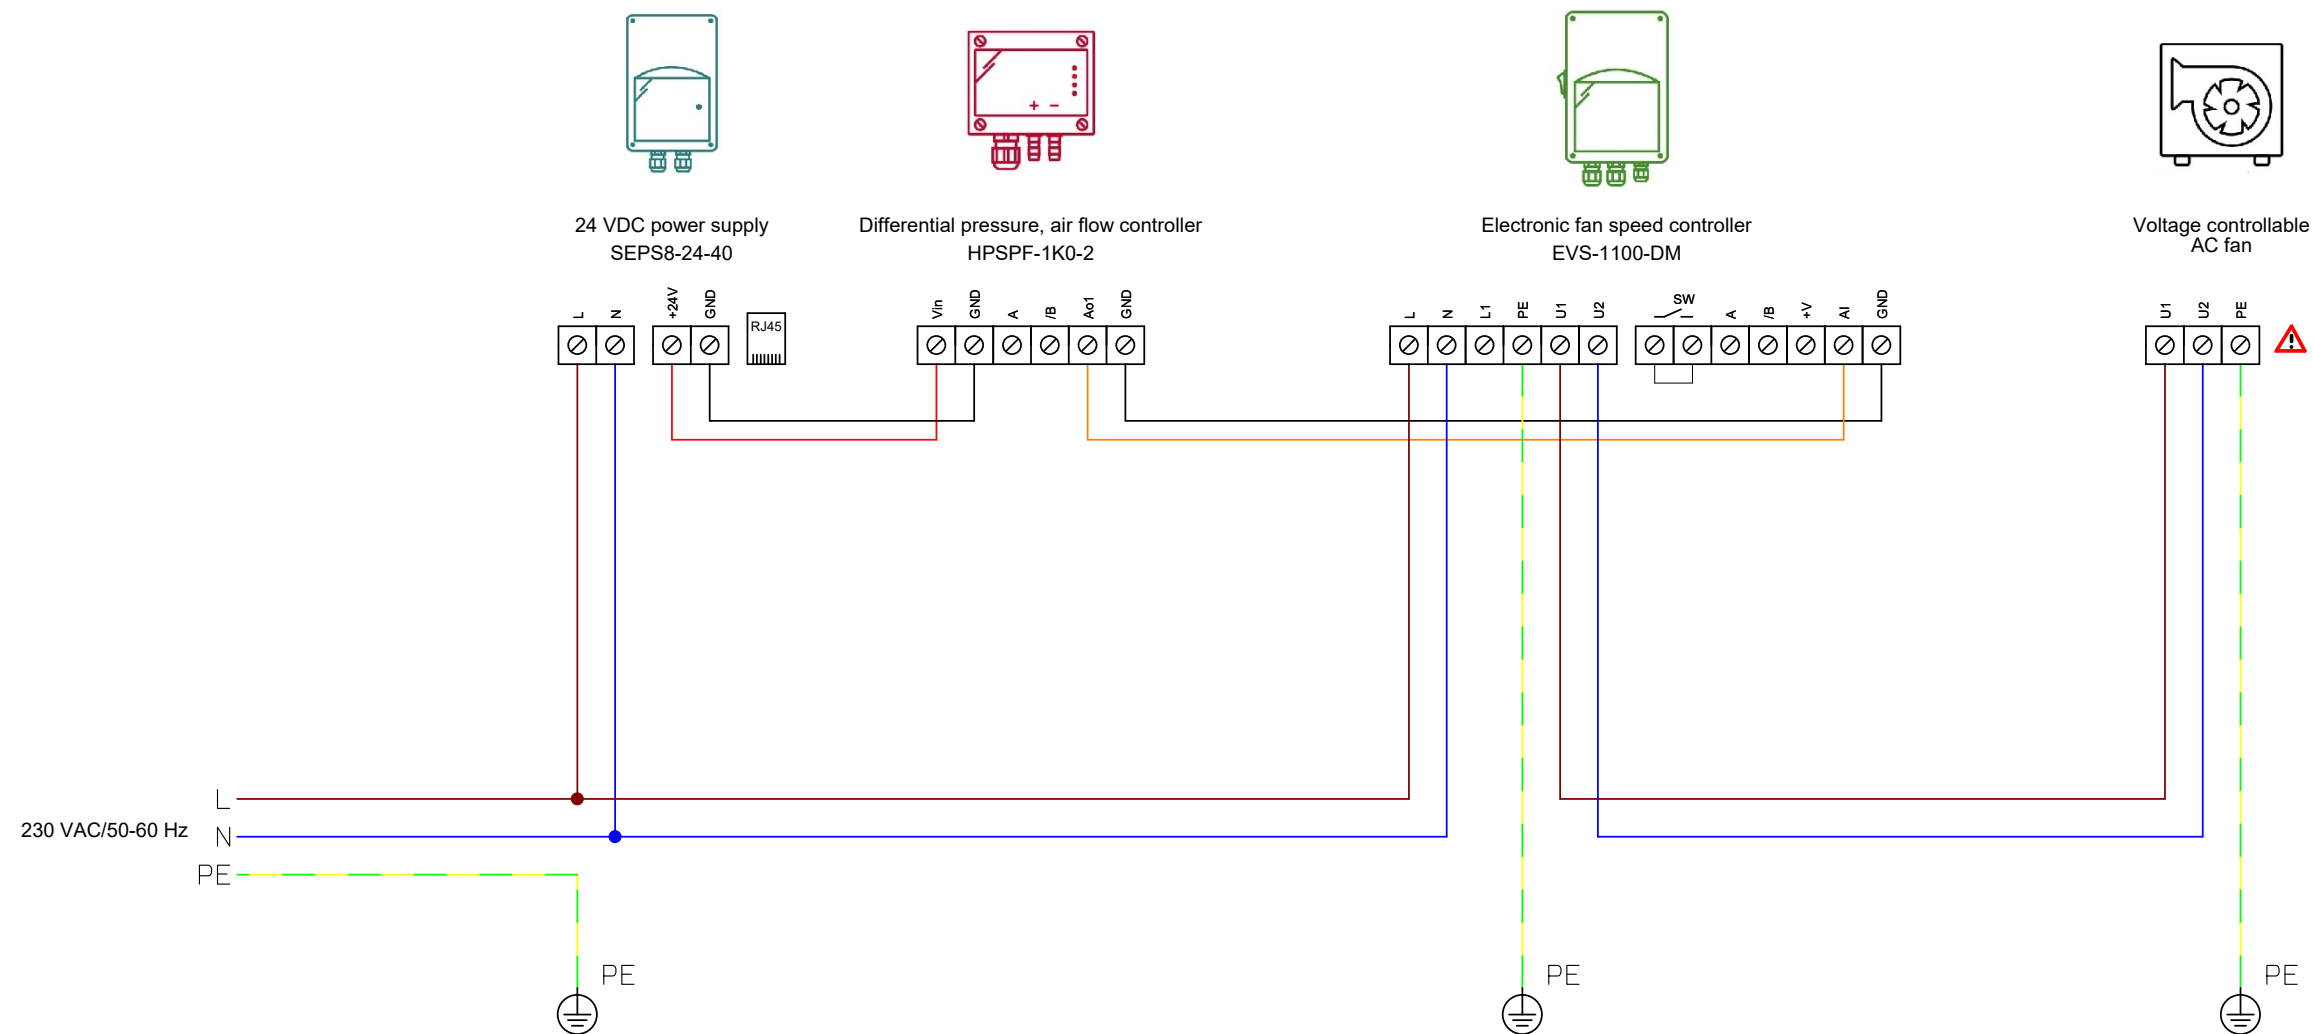 24 VDC power supply
SEPS8-24-40
Differential pressure, air flow controller
HPSPF-1K0-2
Electronic fan speed controller
EVS-1100-DM
Voltage controllable
AC fan
L
N
+24V
GND
RJ45
Vin
GND
A
/B
Ao1
GND
L
N
L1
PE
U1
U2
SW
A
/B
+V
AI
GND
U1
U2
PE
L
230 VAC/50-60 Hz
N
PE
PE
PE
PE